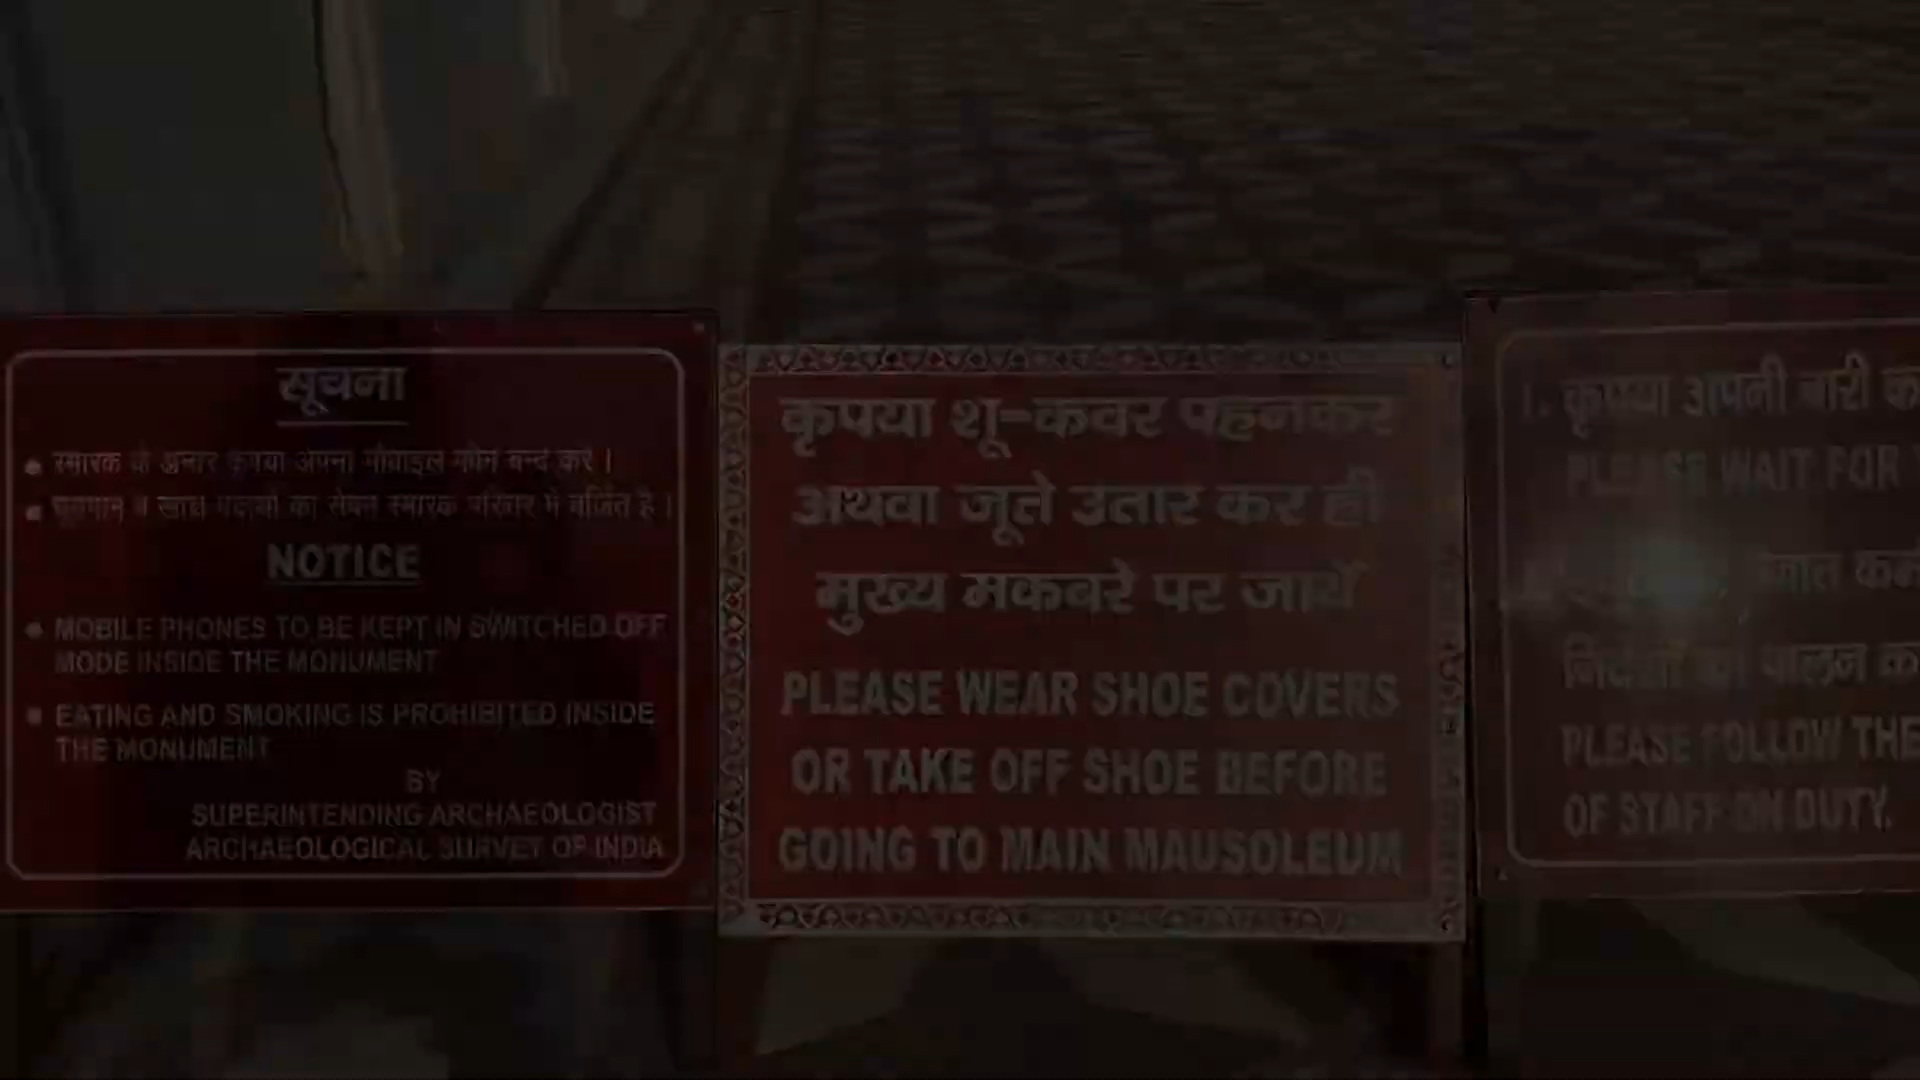 सूचना
स्मारक के अन्दर कृपया अपना मोबाइल फोन बन्द करें।
धूम्रपान व खाद्य पदार्थो का सेवन स्मारक परिसर में वर्जित है।
NOTICE
MOBILE PHONES TO BE KEPT IN SWITCHED OFF
MODE INSIDE THE MONUMENT
EATING AND SMOKING IS PROHIBITED INSIDE
THE MONUMENT
BY
SUPERINTENDING ARCHAEOLOGIST
ARCHAEOLOGICAL SURVEY OF INDIA
कृपया शू-कवर पहनकर
अथवा जूते उतार कर ही
मुख्य मकबरे पर जायें
PLEASE WEAR SHOE COVERS
OR TAKE OFF SHOE BEFORE
GOING TO MAIN MAUSOLEUM
1. कृपया अपनी बारी
PLEASE WAIT FOR
पालन
PLEASE FOLLOW THE
OF STAFF ON DUTY.